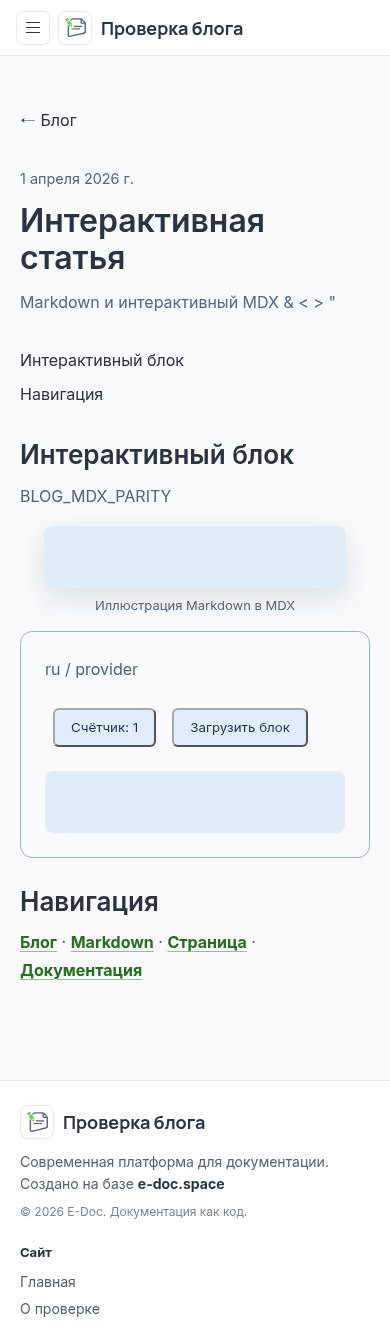 Проверка блога
← Блог
1 апреля 2026 г.
Интерактивная
статья
Markdown и интерактивный MDX & < > "
Интерактивный блок
Навигация
Интерактивный блок
BLOG_MDX_PARITY
Иллюстрация Markdown в MDX
ru / provider
Счётчик: 1 Загрузить блок
Навигация
Блог · Markdown · Страница ·
Документация
Проверка блога
Современная платформа для документации.
Создано на базе e-doc.space
© 2026 E-Doc. Документация как код.
Сайт
Главная
О проверке